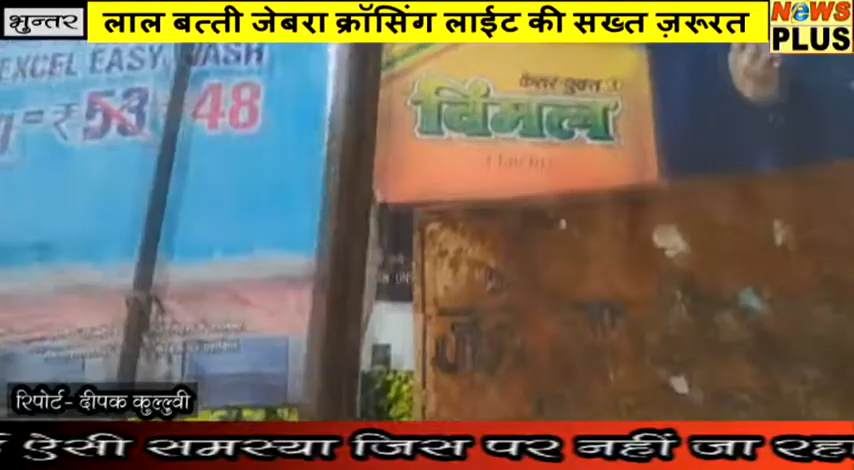 भुन्तर
लाल बत्ती जेबरा क्रॉसिंग लाईट की सख्त ज़रूरत
NeWS
PLUS
EXCEL EASY WASH
= ₹ 53 48
केसर युक्त
विमल
रिपोर्ट- दीपक कुल्लुवी
ऐसी समस्या जिस पर नहीं जा रहा